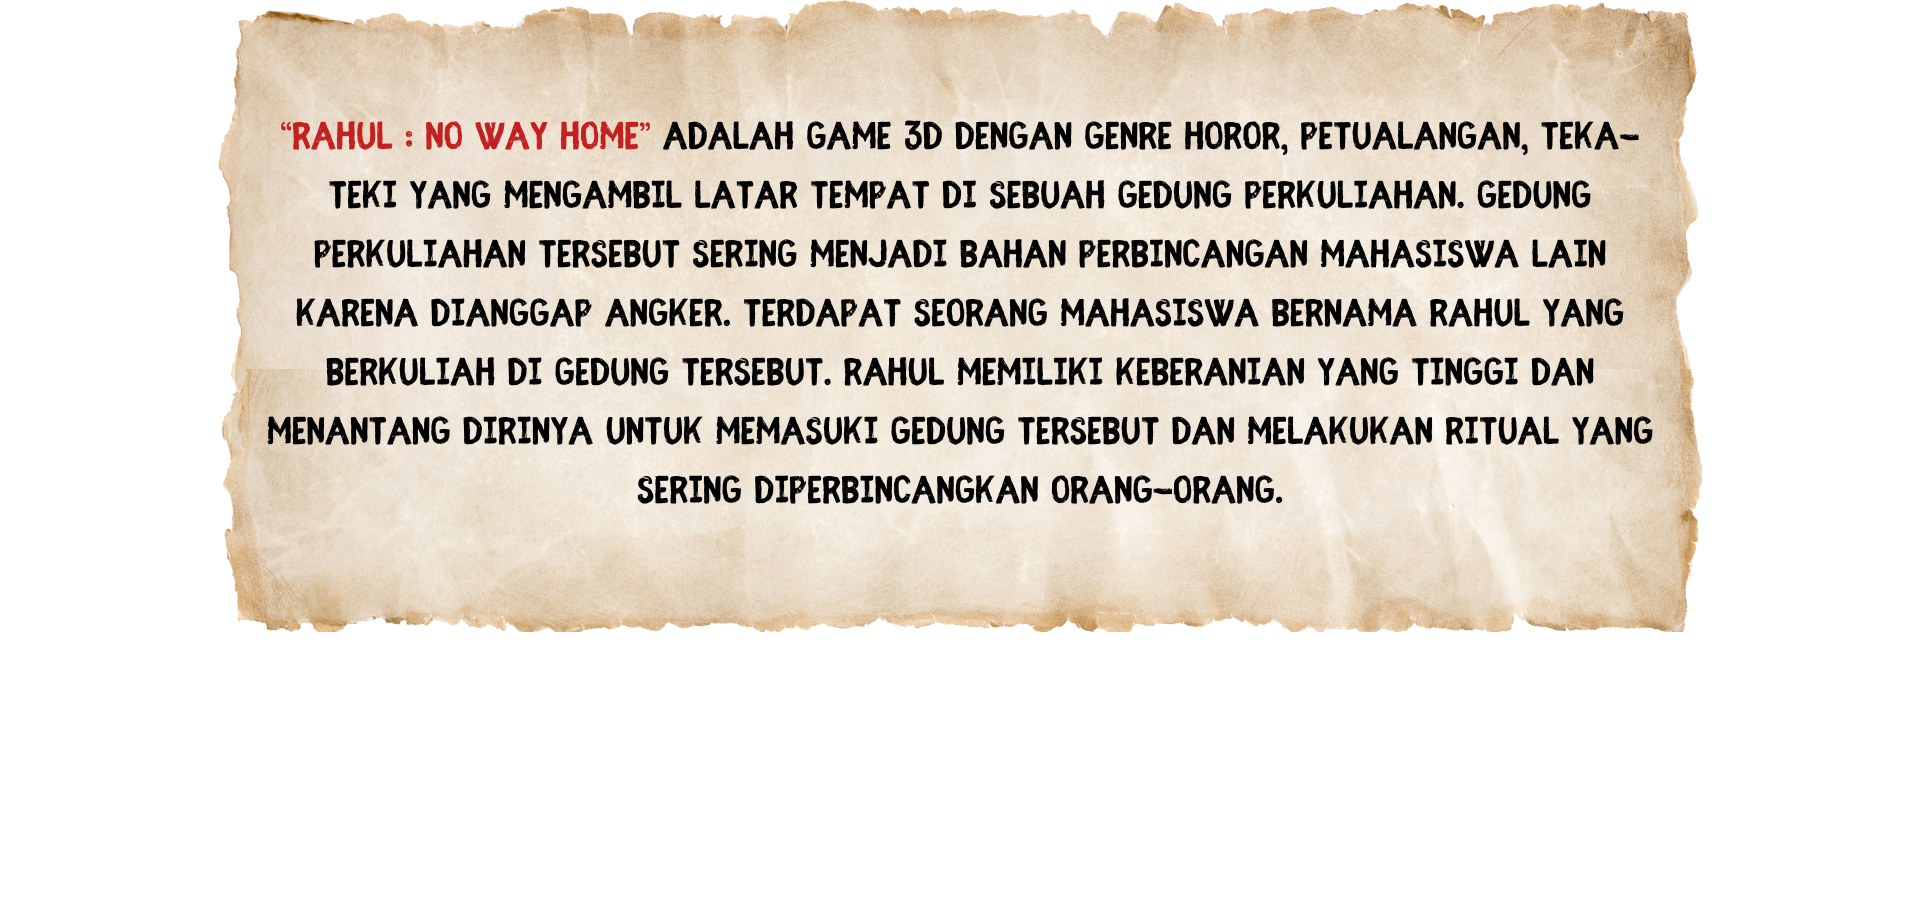 “RAHUL : NO WAY HOME” ADALAH GAME 3D DENGAN GENRE HOROR, PETUALANGAN, TEKA-
TEKI YANG MENGAMBIL LATAR TEMPAT DI SEBUAH GEDUNG PERKULIAHAN. GEDUNG
PERKULIAHAN TERSEBUT SERING MENJADI BAHAN PERBINCANGAN MAHASISWA LAIN
KARENA DIANGGAP ANGKER. TERDAPAT SEORANG MAHASISWA BERNAMA RAHUL YANG
BERKULIAH DI GEDUNG TERSEBUT. RAHUL MEMILIKI KEBERANIAN YANG TINGGI DAN
MENANTANG DIRINYA UNTUK MEMASUKI GEDUNG TERSEBUT DAN MELAKUKAN RITUAL YANG
SERING DIPERBINCANGKAN ORANG-ORANG.